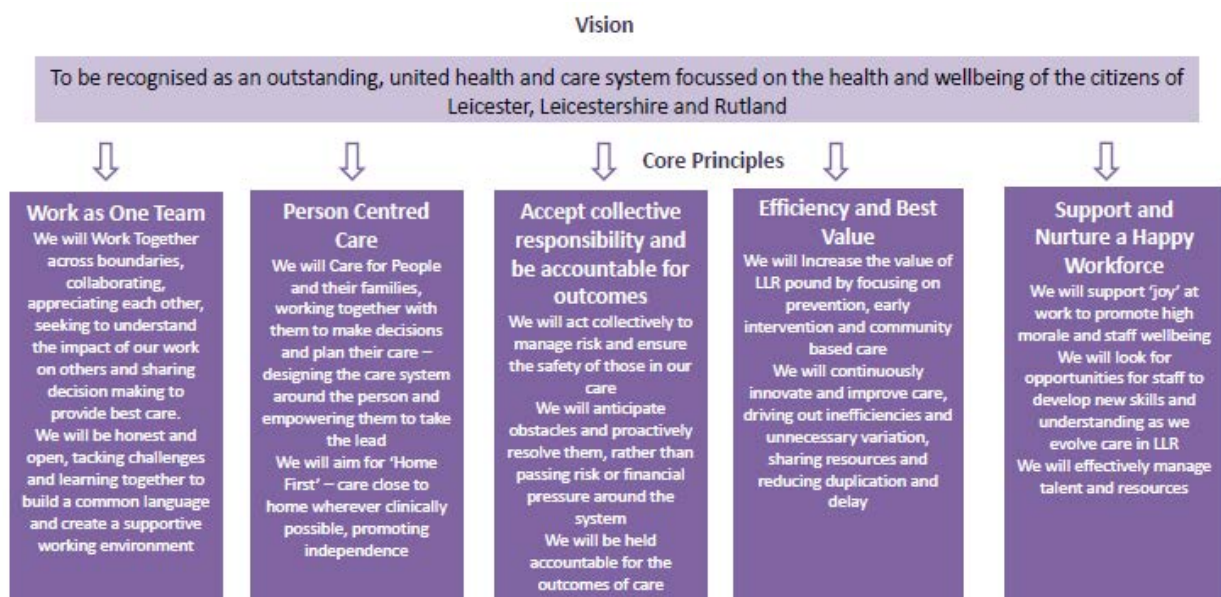 Vision
To be recognised as an outstanding, united health and care system focussed on the health and wellbeing of the citizens of
Leicester, Leicestershire and Rutland
Core Principles
Work as One Team
We will Work Together
across boundaries,
collaborating,
appreciating each other,
seeking to understand
the impact of our work
on others and sharing
decision making to
provide best care.
We will be honest and
open, tacking challenges
and learning together to
build a common language
and create a supportive
working environment
Person Centred
Care
We will Care for People
and their families,
working together with
them to make decisions
and plan their care –
designing the care system
around the person and
empowering them to take
the lead
We will aim for ‘Home
First’ – care close to
home wherever clinically
possible, promoting
independence
Accept collective
responsibility and
be accountable for
outcomes
We will act collectively to
manage risk and ensure
the safety of those in our
care
We will anticipate
obstacles and proactively
resolve them, rather than
passing risk or financial
pressure around the
system
We will be held
accountable for the
outcomes of care
Efficiency and Best
Value
We will Increase the value of
LLR pound by focusing on
prevention, early
intervention and community
based care
We will continuously
innovate and improve care,
driving out inefficiencies and
unnecessary variation,
sharing resources and
reducing duplication and
delay
Support and
Nurture a Happy
Workforce
We will support ‘joy’ at
work to promote high
morale and staff wellbeing
We will look for
opportunities for staff to
develop new skills and
understanding as we
evolve care in LLR
We will effectively manage
talent and resources